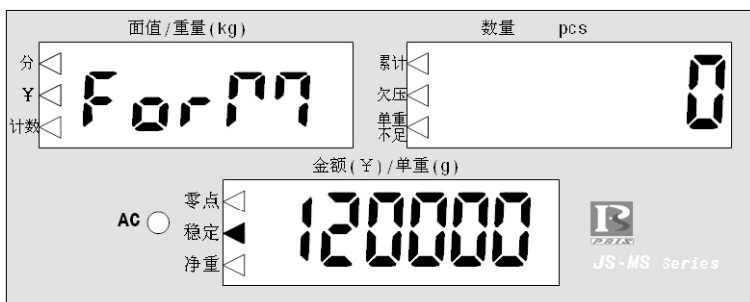 面值/重量(kg)
数量 pcs
分
¥
计数
ForM
累计
欠压
单重
不足
0
金额(¥)/单重(g)
AC
零点
稳定
净重
120000
PRIS
JS-MS Series